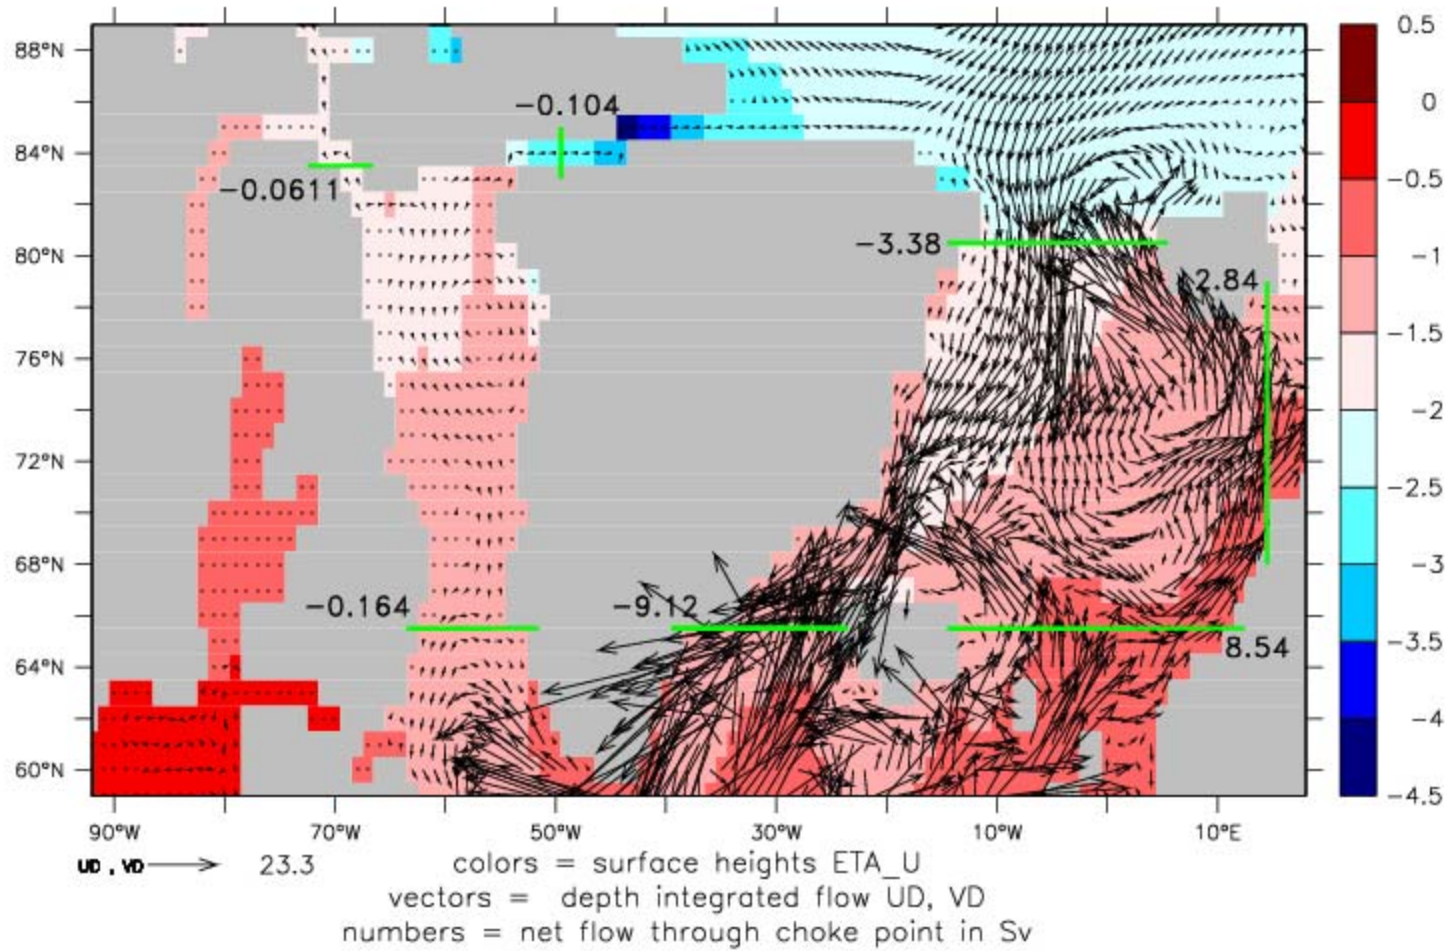 88°N
84°N
80°N
76°N
72°N
68°N
64°N
60°N
90°W 70°W 50°W 30°W 10°W 10°E
-0.104
-0.0611
-3.38
2.84
-0.164
-9.12
8.54
0.5
0
-0.5
-1
-1.5
-2
-2.5
-3
-3.5
-4
-4.5
UD , VD 23.3
colors = surface heights ETA_U
vectors = depth integrated flow UD, VD
numbers = net flow through choke point in Sv